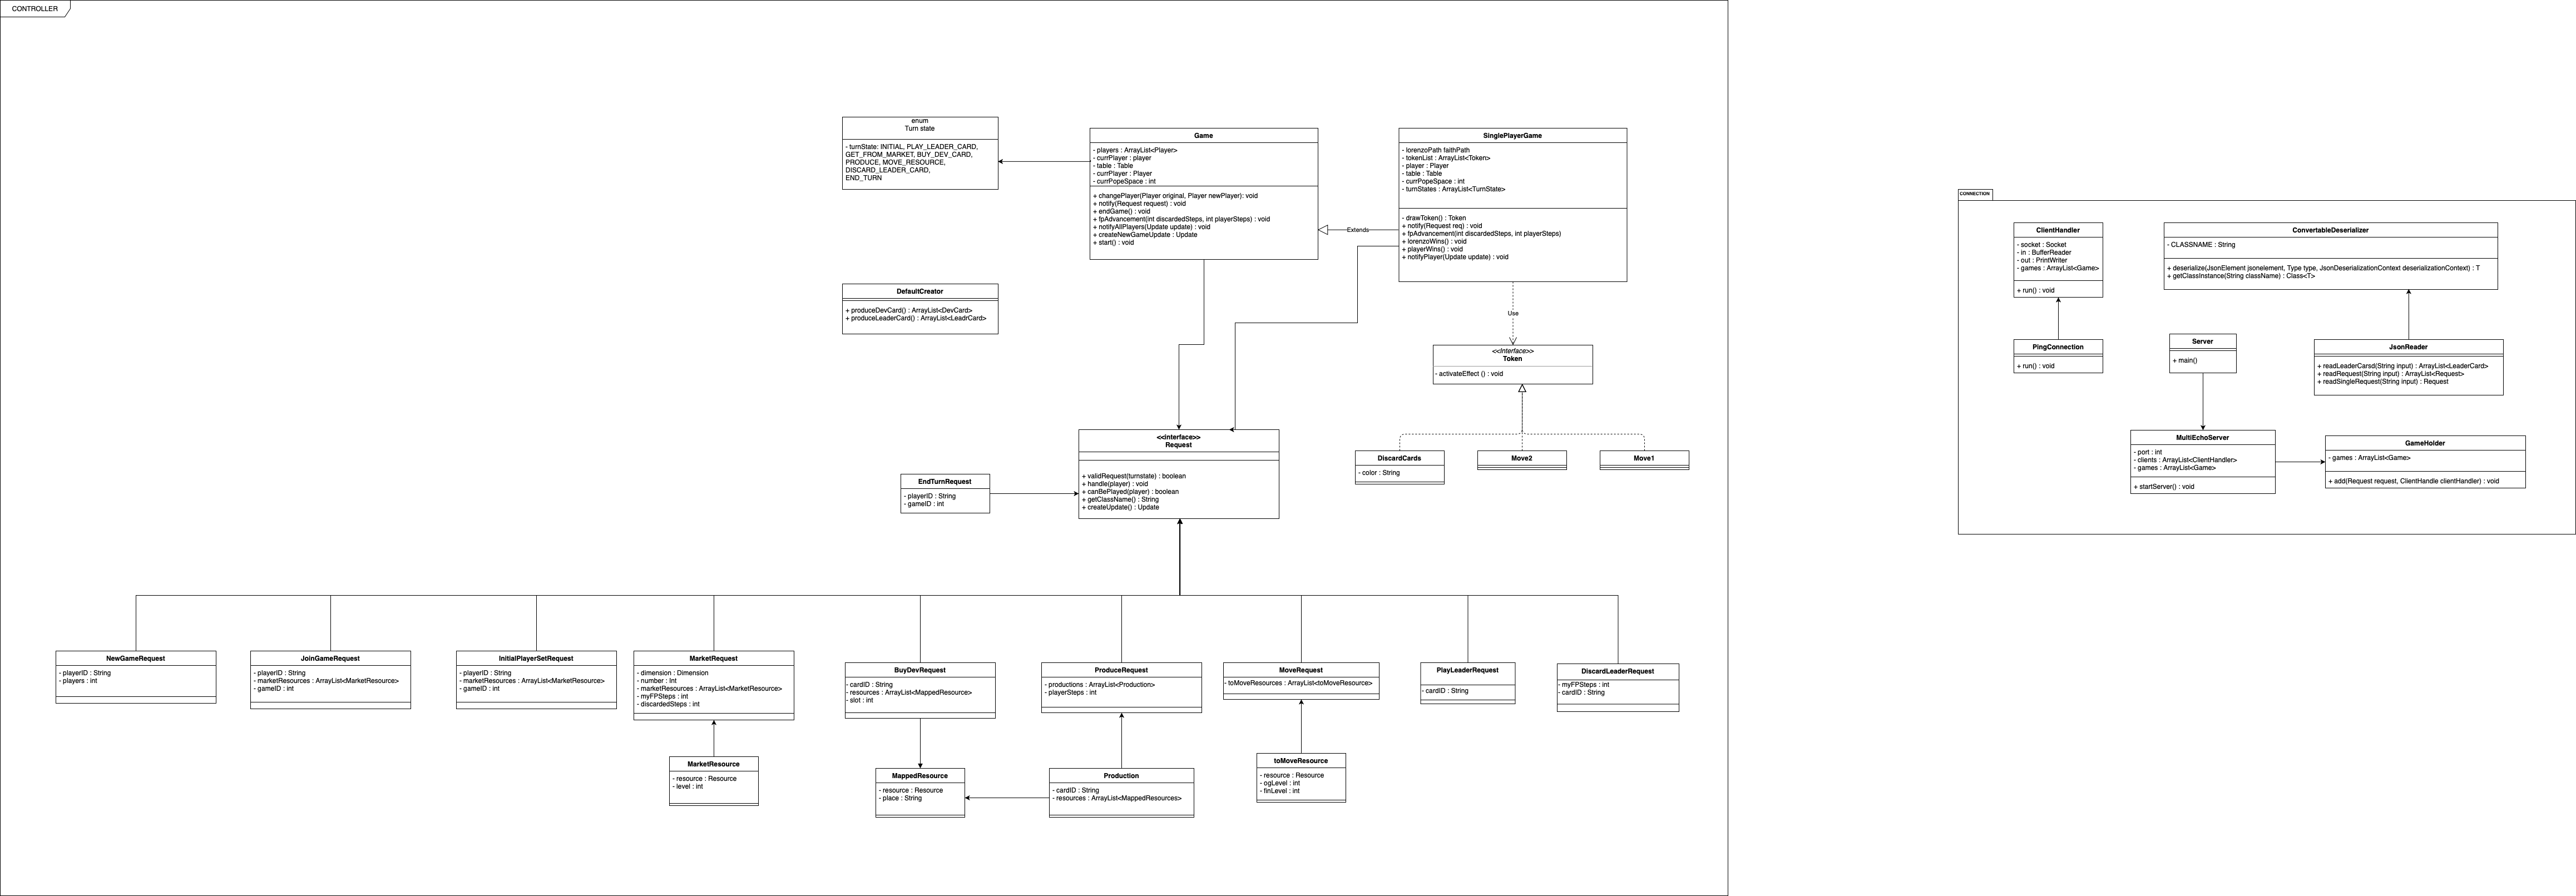 CONTROLLER
enum
Turn state
- turnState: INITIAL, PLAY_LEADER_CARD,
GET_FROM_MARKET, BUY_DEV_CARD,
PRODUCE, MOVE_RESOURCE,
DISCARD_LEADER_CARD,
END_TURN
Game
- players : ArrayList<Player>
- currPlayer : player
- table : Table
- currPlayer : Player
- currPopeSpace : int
+ changePlayer(Player original, Player newPlayer): void
+ notify(Request request) : void
+ endGame() : void
+ fpAdvancement(int discardedSteps, int playerSteps) : void
+ notifyAllPlayers(Update update) : void
+ createNewGameUpdate : Update
+ start() : void
SinglePlayerGame
- lorenzoPath faithPath
- tokenList : ArrayList<Token>
- player : Player
- table : Table
- currPopeSpace : int
- turnStates : ArrayList<TurnState>
- drawToken() : Token
+ notify(Request req) : void
+ fpAdvancement(int discardedSteps, int playerSteps)
+ lorenzoWins() : void
+ playerWins() : void
+ notifyPlayer(Update update) : void
Extends
DefaultCreator
+ produceDevCard() : ArrayList<DevCard>
+ produceLeaderCard() : ArrayList<LeadrCard>
Use
<<Interface>>
Token
- activateEffect () : void
DiscardCards
- color : String
Move2
Move1
<<interface>>
Request
+ validRequest(turnstate) : boolean
+ handle(player) : void
+ canBePlayed(player) : boolean
+ getClassName() : String
+ createUpdate() : Update
EndTurnRequest
- playerID : String
- gameID : int
NewGameRequest
- playerID : String
- players : int
JoinGameRequest
- playerID : String
- marketResources : ArrayList<MarketResource>
- gameID : int
InitialPlayerSetRequest
- playerID : String
- marketResources : ArrayList<MarketResource>
- gameID : int
MarketRequest
- dimension : Dimension
- number : Int
- marketResources : ArrayList<MarketResource>
- myFPSteps : int
- discardedSteps : int
BuyDevRequest
- cardID : String
- resources : ArrayList<MappedResource>
- slot : int
ProduceRequest
- productions : ArrayList<Production>
- playerSteps : int
MoveRequest
- toMoveResources : ArrayList<toMoveResource>
PlayLeaderRequest
- cardID : String
DiscardLeaderRequest
- myFPSteps : int
- cardID : String
MarketResource
- resource : Resource
- level : int
MappedResource
- resource : Resource
- place : String
Production
- cardID : String
- resources : ArrayList<MappedResources>
toMoveResource
- resource : Resource
- ogLevel : int
- finLevel : int
CONNECTION
ClientHandler
- socket : Socket
- in : BufferReader
- out : PrintWriter
- games : ArrayList<Game>
+ run() : void
ConvertableDeserializer
- CLASSNAME : String
+ deserialize(JsonElement jsonelement, Type type, JsonDeserializationContext deserializationContext) : T
+ getClassInstance(String className) : Class<T>
PingConnection
+ run() : void
Server
+ main()
JsonReader
+ readLeaderCarsd(String input) : ArrayList<LeaderCard>
+ readRequest(String input) : ArrayList<Request>
+ readSingleRequest(String input) : Request
MultiEchoServer
- port : int
- clients : ArrayList<ClientHandler>
- games : ArrayList<Game>
+ startServer() : void
GameHolder
- games : ArrayList<Game>
+ add(Request request, ClientHandle clientHandler) : void